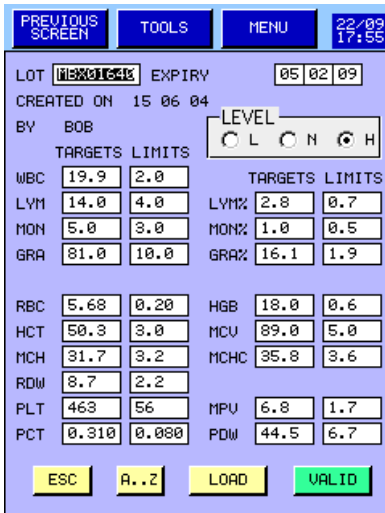 PREVIOUS SCREEN TOOLS MENU 22/09 17:55
LOT MBX0164C EXPIRY 05 02 09
CREATED ON 15 06 04
BY BOB LEVEL
L N H
TARGETS LIMITS
WBC 19.9 2.0 TARGETS LIMITS
LYM 14.0 4.0 LYM% 2.8 0.7
MON 5.0 3.0 MON% 1.0 0.5
GRA 81.0 10.0 GRA% 16.1 1.9
RBC 5.68 0.20 HGB 18.0 0.6
HCT 50.3 3.0 MCV 89.0 5.0
MCH 31.7 3.2 MCHC 35.8 3.6
RDW 8.7 2.2
PLT 463 56 MPV 6.8 1.7
PCT 0.310 0.080 PDW 44.5 6.7
ESC A..Z LOAD VALID